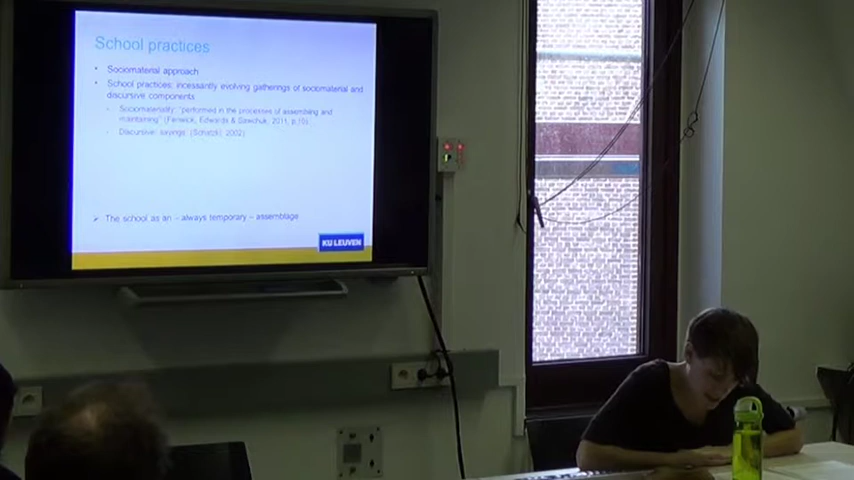 School practices
• Sociomaterial approach
• School practices: incessantly evolving gatherings of sociomaterial and
discursive components
- Sociomateriality: "performed in the processes of assembling and
maintaining" (Fenwick, Edwards & Sawchuk, 2011, p.10).
- Discursive: sayings (Schatzki, 2002)
➢ The school as an – always temporary – assemblage
KU LEUVEN